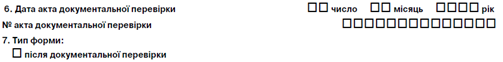 6. Дата акта документальної перевірки □□ число □□ місяць □□□□ рік
№ акта документальної перевірки □□□□□□□□□□□□□□
7. Тип форми:
□ після документальної перевірки